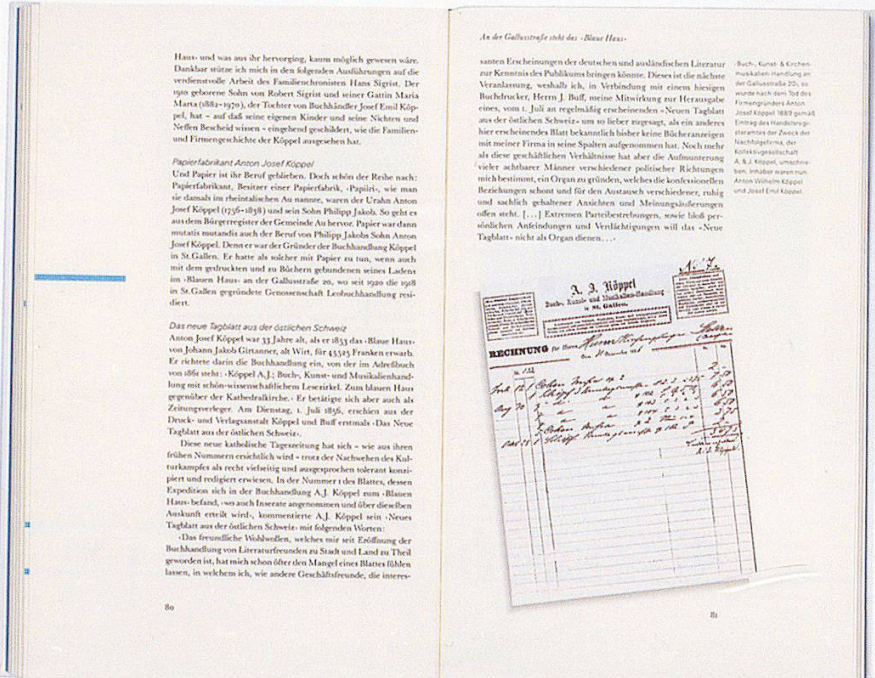 Haus› und was aus ihr hervorging, kaum möglich gewesen wäre.
Dankbar stütze ich mich in den folgenden Ausführungen auf die
verdienstvolle Arbeit des Familienchronisten Hans Sigrist. Der
1910 geborene Sohn von Robert Sigrist und seiner Gattin Maria
Marta (1882-1970), der Tochter von Buchhändler Josef Emil Köp-
pel, hat – auf daß seine eigenen Kinder und seine Nichten und
Neffen Bescheid wissen – eingehend geschildert, wie die Familien-
und Firmengeschichte der Köppel ausgesehen hat.
Papierfabrikant Anton Josef Köppel
Und Papier ist ihr Beruf geblieben. Doch schön der Reihe nach:
Papierfabrikant, Besitzer einer Papierfabrik, ‹Papiiri›, wie man
sie damals im rheintalischen Au nannte, waren der Urahn Anton
Josef Köppel (1756-1838) und sein Sohn Philipp Jakob. So geht es
aus dem Bürgerregister der Gemeinde Au hervor. Papier war dann
mutatis mutandis auch der Beruf von Philipp Jakobs Sohn Anton
Josef Köppel. Denn er war der Gründer der Buchhandlung Köppel
in St.Gallen. Er hatte als solcher mit Papier zu tun, wenn auch
mit dem gedruckten und zu Büchern gebundenen seines Ladens
im ‹Blauen Haus› an der Gallusstraße 20, wo seit 1920 die 1918
in St.Gallen gegründete Genossenschaft Leobuchhandlung resi-
diert.
Das neue Tagblatt aus der östlichen Schweiz
Anton Josef Köppel war 33 Jahre alt, als er 1853 das ‹Blaue Haus›
von Johann Jakob Girtanner, alt Wirt, für 45525 Franken erwarb.
Er richtete darin die Buchhandlung ein, von der im Adreßbuch
von 1861 steht: ‹Köppel A.J.; Buch-, Kunst- und Musikalienhand-
lung mit schön-wissenschaftlichem Lesezirkel. Zum blauen Haus
gegenüber der Kathedralkirche.› Er betätigte sich aber auch als
Zeitungsverleger. Am Dienstag, 1. Juli 1856, erschien aus der
Druck- und Verlagsanstalt Köppel und Buff erstmals ‹Das Neue
Tagblatt aus der östlichen Schweiz›.
Diese neue katholische Tageszeitung hat sich – wie aus ihren
frühen Nummern ersichtlich wird – trotz der Nachwehen des Kul-
turkampfes als recht vielseitig und ausgesprochen tolerant konzi-
piert und redigiert erwiesen. In der Nummer 1 des Blattes, dessen
Expedition sich in der Buchhandlung A.J. Köppel zum ‹Blauen
Haus› befand, ‹wo auch Inserate angenommen und über dieselben
Auskunft erteilt wird›, kommentierte A.J. Köppel sein ‹Neues
Tagblatt aus der östlichen Schweiz› mit folgenden Worten:
‹Das freundliche Wohlwollen, welches mir seit Eröffnung der
Buchhandlung von Literaturfreunden zu Stadt und Land zu Theil
geworden ist, hat mich schon öfter den Mangel eines Blattes fühlen
lassen, in welchem ich, wie andere Geschäftsfreunde, die interes-
80
An der Gallusstraße steht das ‹Blaue Haus›
santen Erscheinungen der deutschen und ausländischen Literatur
zur Kenntnis des Publikums bringen könnte. Dieses ist die nächste
Veranlassung, weshalb ich, in Verbindung mit einem hiesigen
Buchdrucker, Herrn J. Buff, meine Mitwirkung zur Herausgabe
eines, vom 1. Juli an regelmäßig erscheinenden «Neuen Tagblatt
aus der östlichen Schweiz» um so lieber zugesagt, als ein anderes
hier erscheinendes Blatt bekanntlich bisher keine Bücheranzeigen
mit meiner Firma in seine Spalten aufgenommen hat. Noch mehr
als diese geschäftlichen Verhältnisse hat aber die Aufmunterung
vieler achtbarer Männer verschiedener politischer Richtungen
mich bestimmt, ein Organ zu gründen, welches die konfessionellen
Beziehungen schont und für den Austausch verschiedener, ruhig
und sachlich gehaltener Ansichten und Meinungsäußerungen
offen steht. […] Extremen Parteibestrebungen, sowie bloß per-
sönlichen Anfeindungen und Verdächtigungen will das «Neue
Tagblatt» nicht als Organ dienen…›
‹Buch-, Kunst- & Kirchen-
musikalien-Handlung an
der Gallusstraße 20›, so
wurde nach dem Tod des
Firmengründers Anton
Josef Köppel 1889 gemäß
Eintrag des Handelsregi-
steramtes der Zweck der
Nachfolgefirma, der
Kollektivgesellschaft
A. & J. Köppel, umschrie-
ben. Inhaber waren nun
Anton Wilhelm Köppel
und Josef Emil Köppel.
A. J. Köppel
Buch-, Kunst- und Musikalien-Handlung
in St. Gallen.
RECHNUNG für Herrn
81